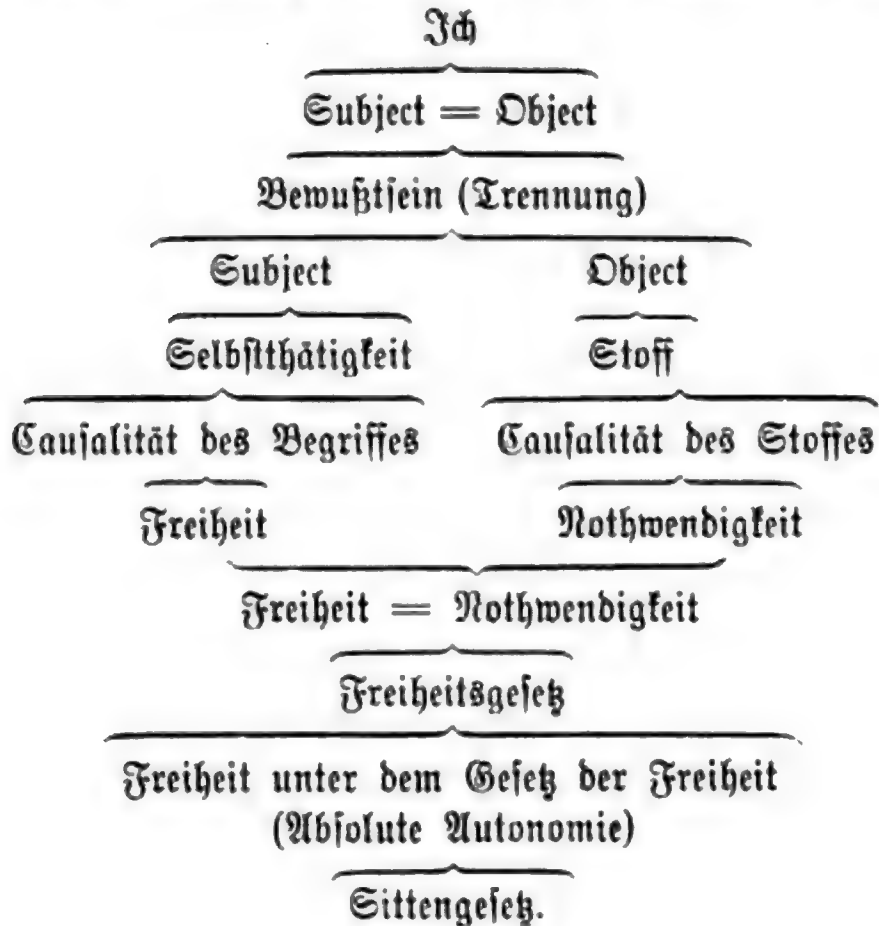 Ich
Subject = Object
Bewußtsein (Trennung)
Subject Object
Selbstthätigkeit Stoff
Causalität des Begriffes Causalität des Stoffes
Freiheit Nothwendigkeit
Freiheit = Nothwendigkeit
Freiheitsgesetz
Freiheit unter dem Gesetz der Freiheit
(Absolute Autonomie)
Sittengesetz.